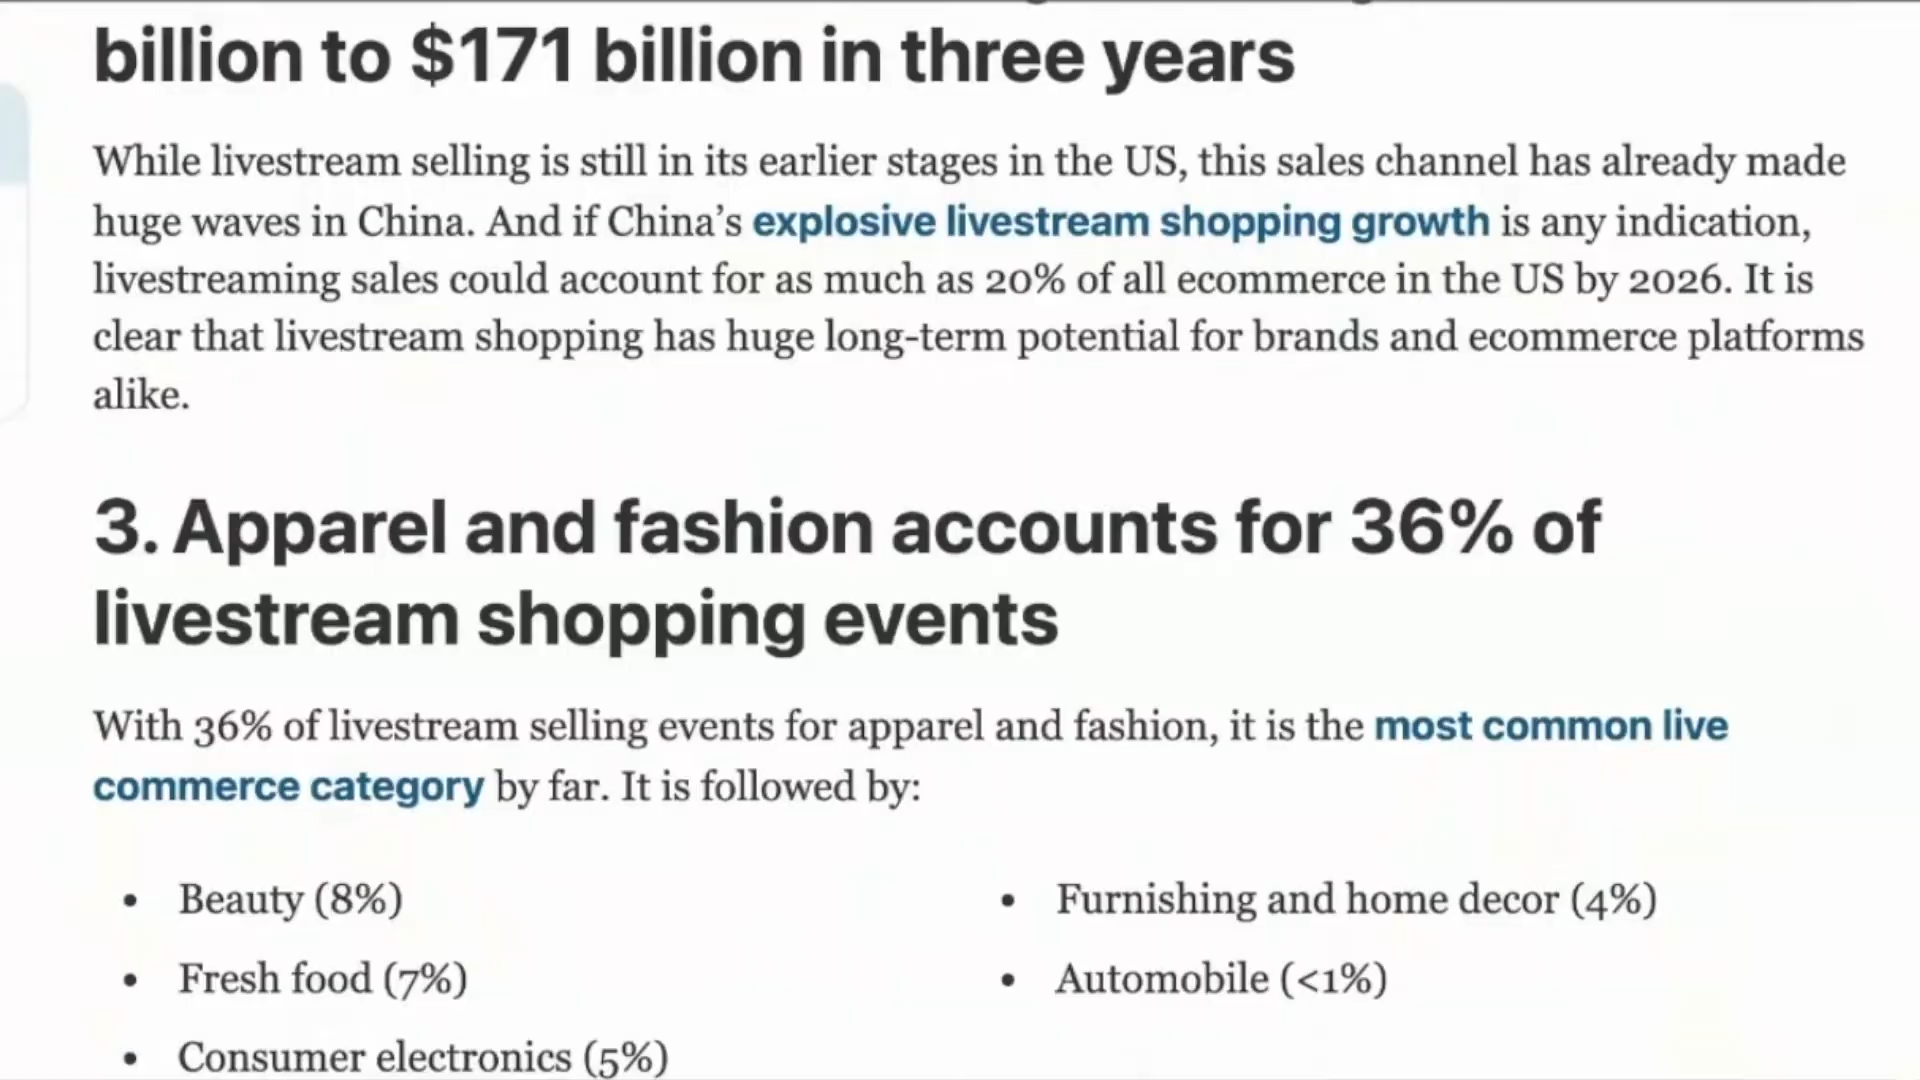 billion to $171 billion in three years
While livestream selling is still in its earlier stages in the US, this sales channel has already made
huge waves in China. And if China’s explosive livestream shopping growth is any indication,
livestreaming sales could account for as much as 20% of all ecommerce in the US by 2026. It is
clear that livestream shopping has huge long-term potential for brands and ecommerce platforms
alike.
3. Apparel and fashion accounts for 36% of
livestream shopping events
With 36% of livestream selling events for apparel and fashion, it is the most common live
commerce category by far. It is followed by:
• Beauty (8%)
• Fresh food (7%)
• Consumer electronics (5%)
• Furnishing and home decor (4%)
• Automobile (<1%)